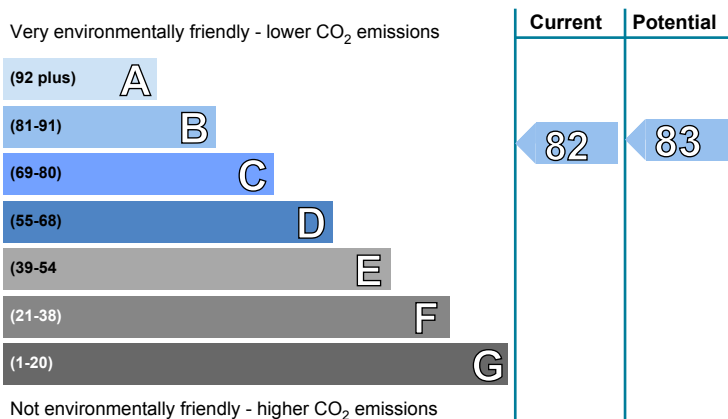 Current Potential
Very environmentally friendly - lower CO₂ emissions
(92 plus) A
(81-91) B
82 83
(69-80) C
(55-68) D
(39-54 E
(21-38) F
(1-20) G
Not environmentally friendly - higher CO₂ emissions